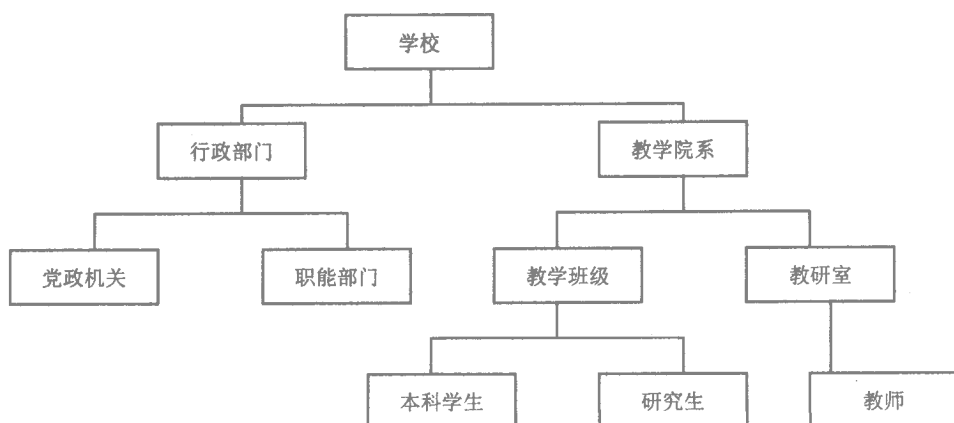 学校
行政部门
教学院系
党政机关
职能部门
教学班级
教研室
本科学生
研究生
教师